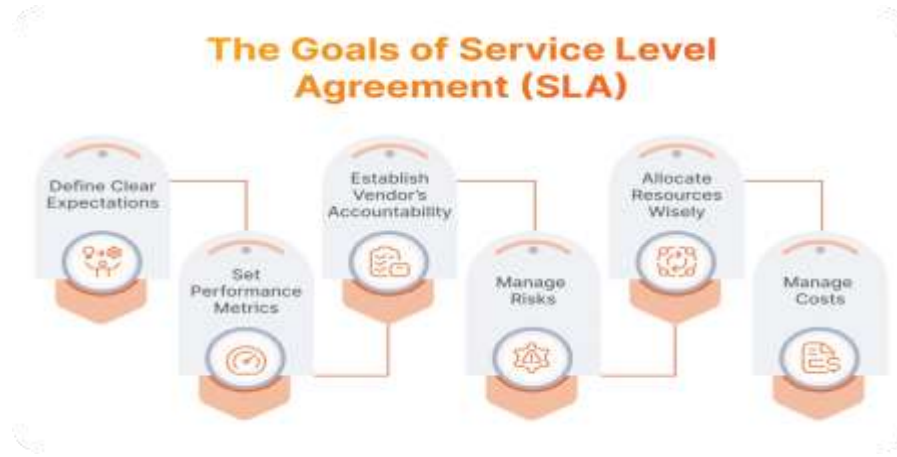 The Goals of Service Level
Agreement (SLA)
Define Clear
Expectations
Set
Performance
Metrics
Establish
Vendor's
Accountability
Manage
Risks
Allocate
Resources
Wisely
Manage
Costs